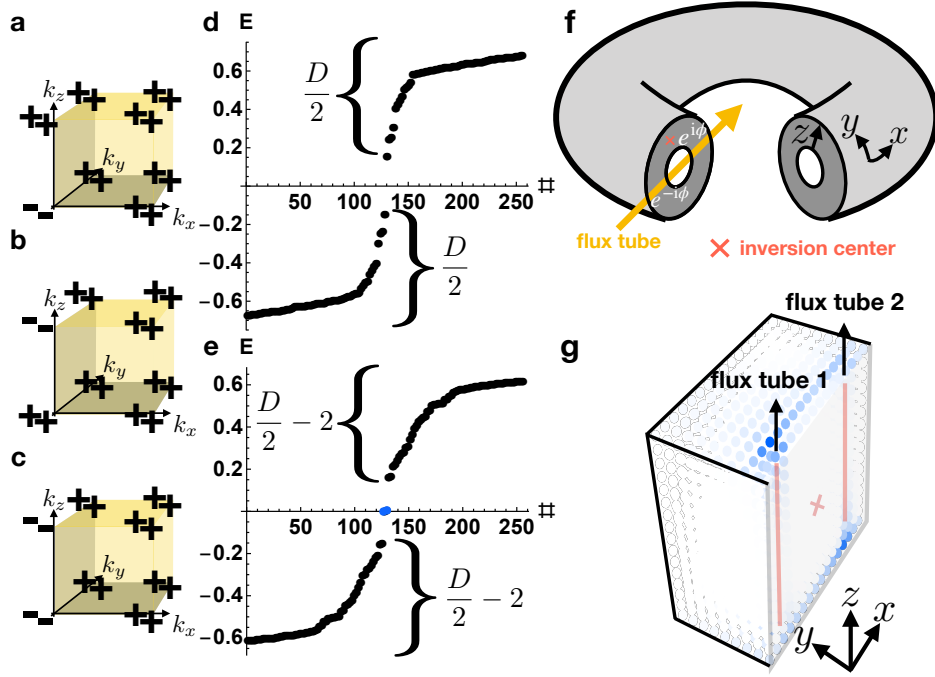 a
k_z
k_y
k_x
b
k_z
k_y
k_x
c
k_z
k_y
k_x
d
E
0.6
0.4
0.2
0 50 100 150 200 250 #
−0.2
−0.4
−0.6
D/2
D/2
e
E
0.6
0.4
0.2
0 50 100 150 200 250 #
−0.2
−0.4
−0.6
D/2 − 2
D/2 − 2
f
e^{iϕ}
e^{−iϕ}
z
y
x
flux tube
× inversion center
g
flux tube 2
flux tube 1
z
y
x